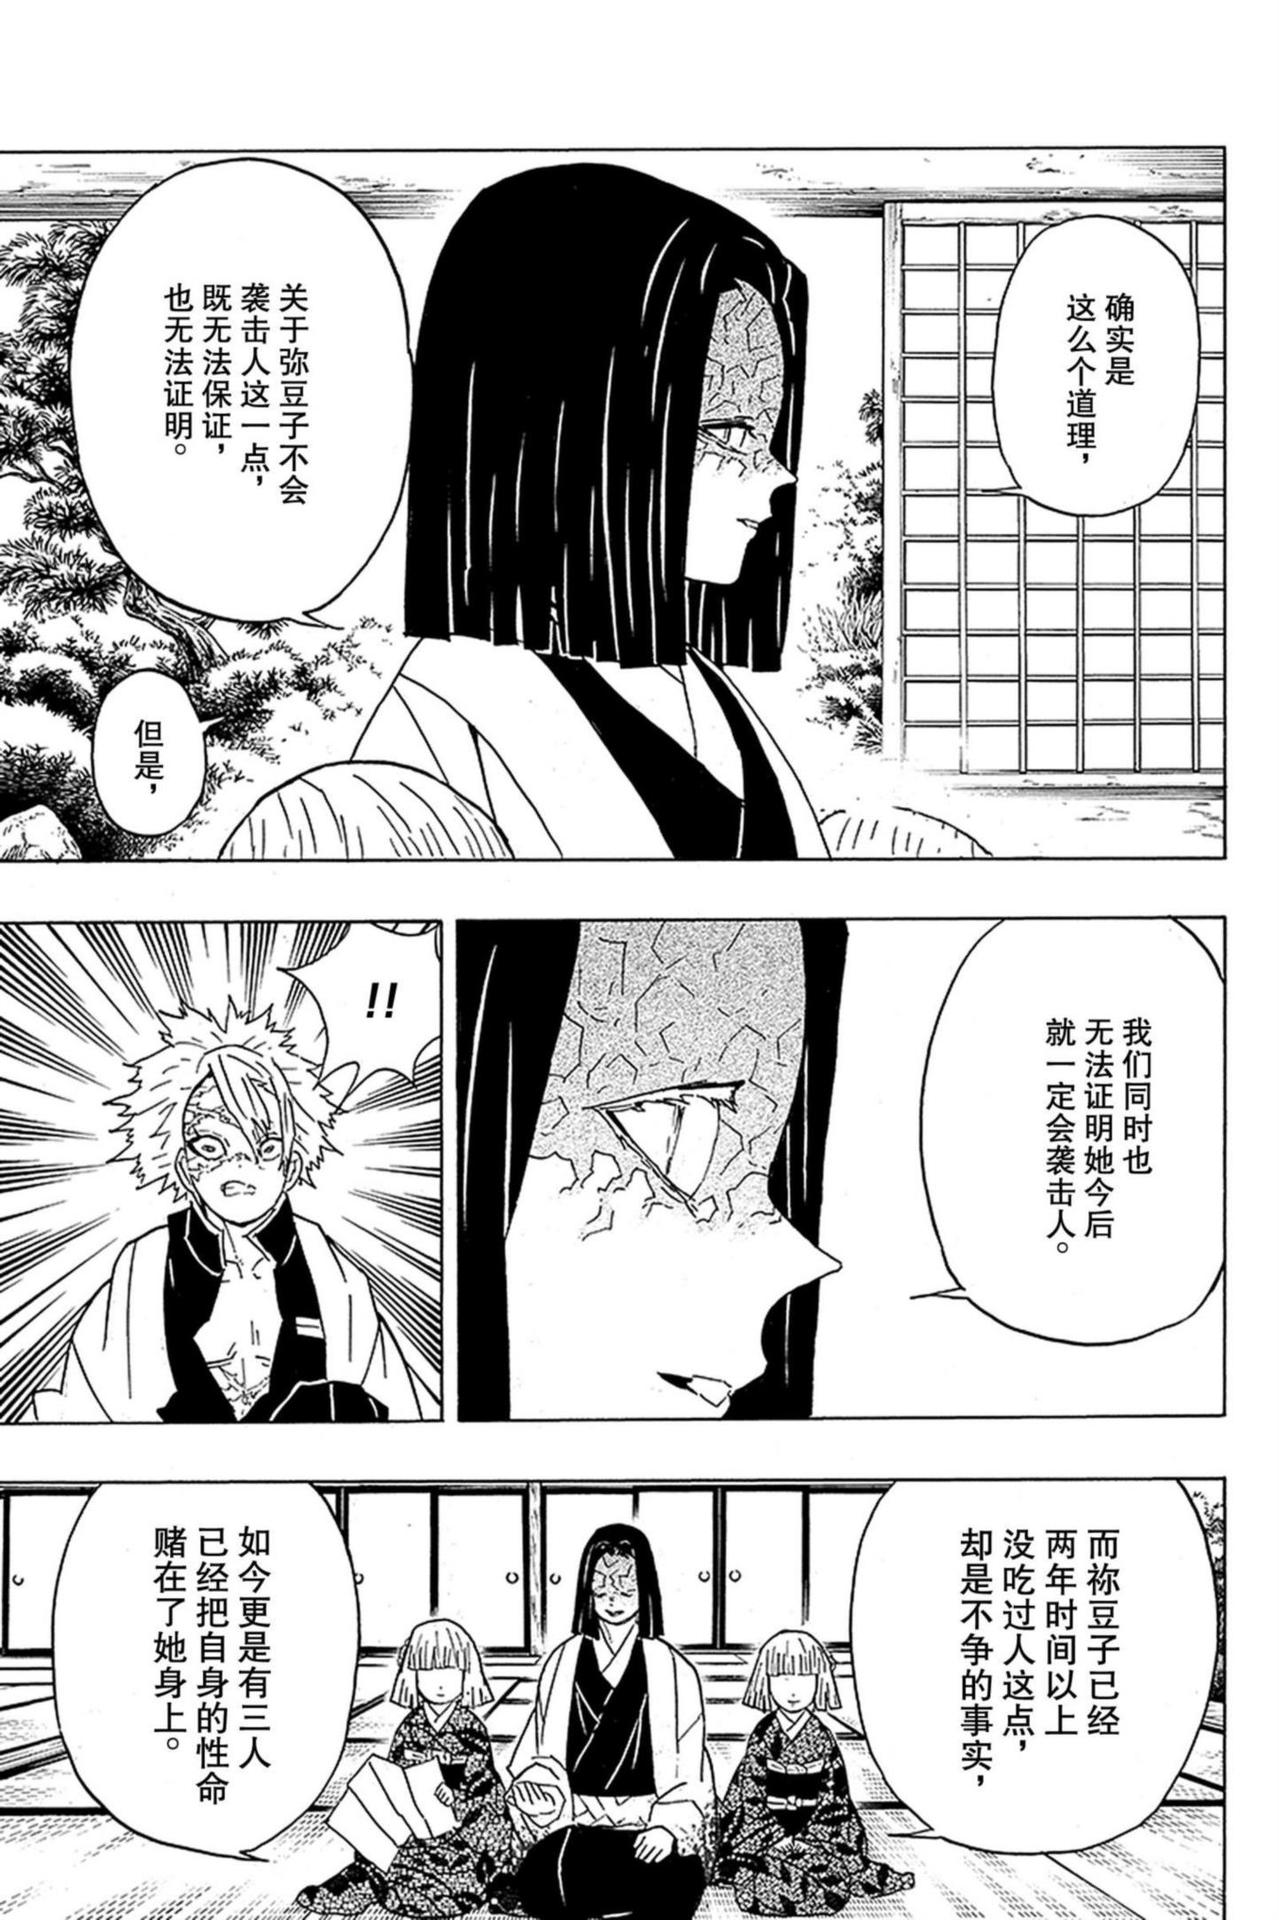 确实是
这么个道理，
关于弥豆子不会
袭击人这一点，
既无法保证，
也无法证明。
但是，
我们同时也
无法证明她今后
就一定会袭击人。
!!
而祢豆子已经
两年时间以上
没吃过人这点，
却是不争的事实，
如今更是有三人
已经把自身的性命
赌在了她身上。